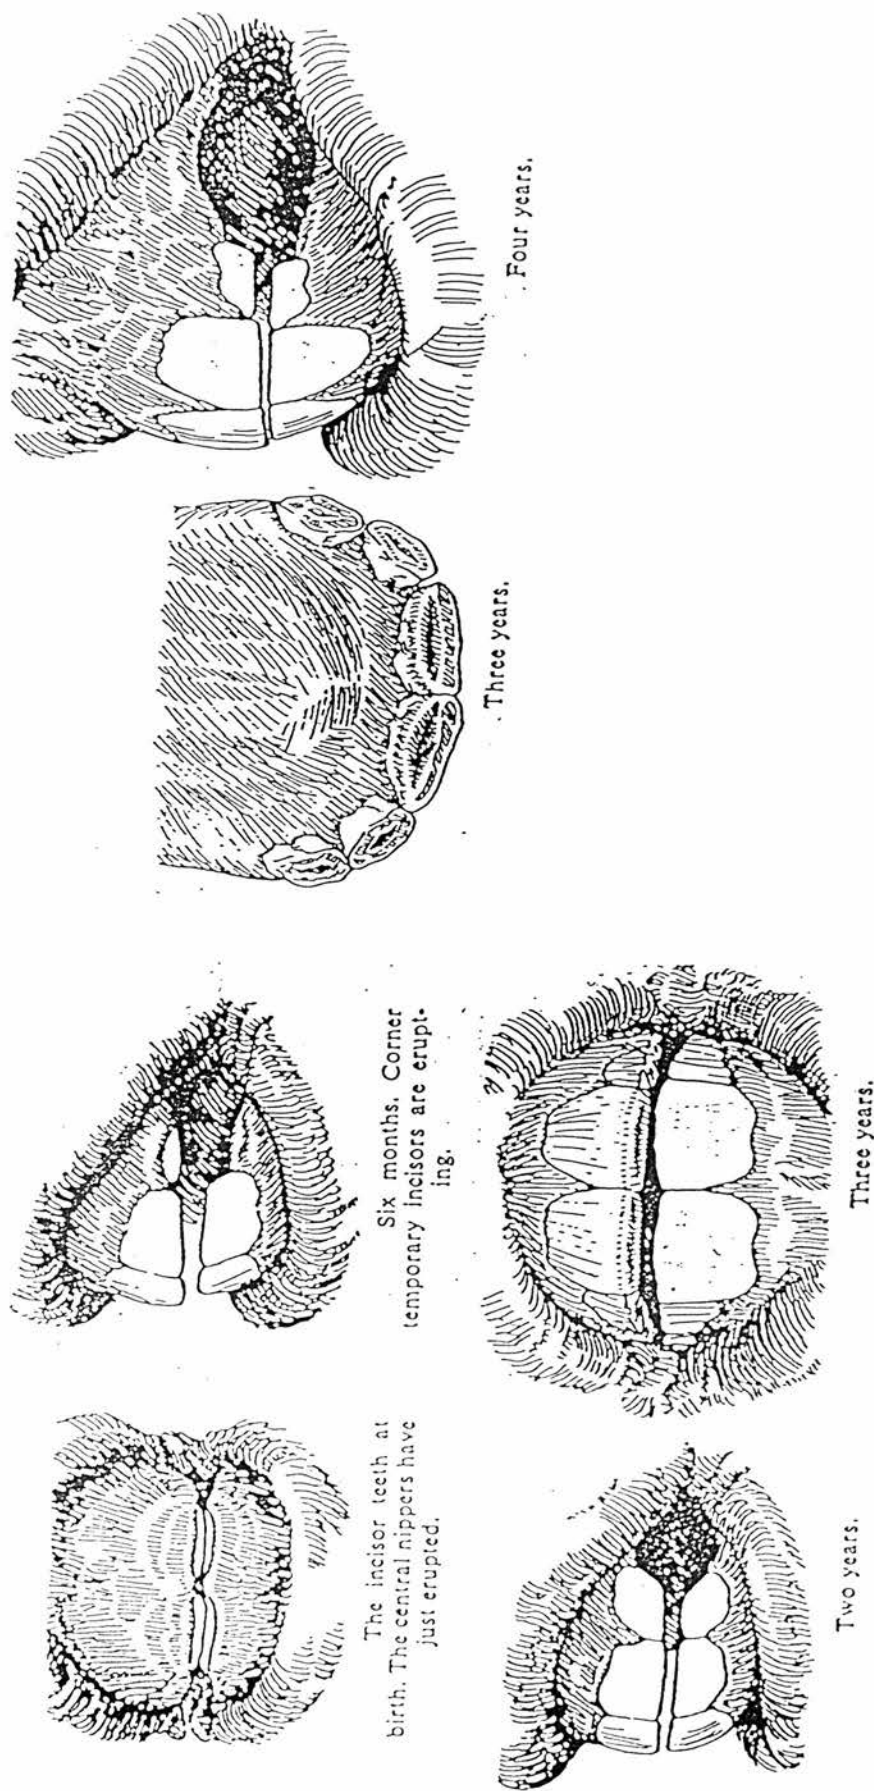 The incisor teeth at
birth. The central nippers have
just erupted.
Six months. Corner
temporary incisors are erupt-
ing.
Two years.
Three years.
Three years.
Four years.